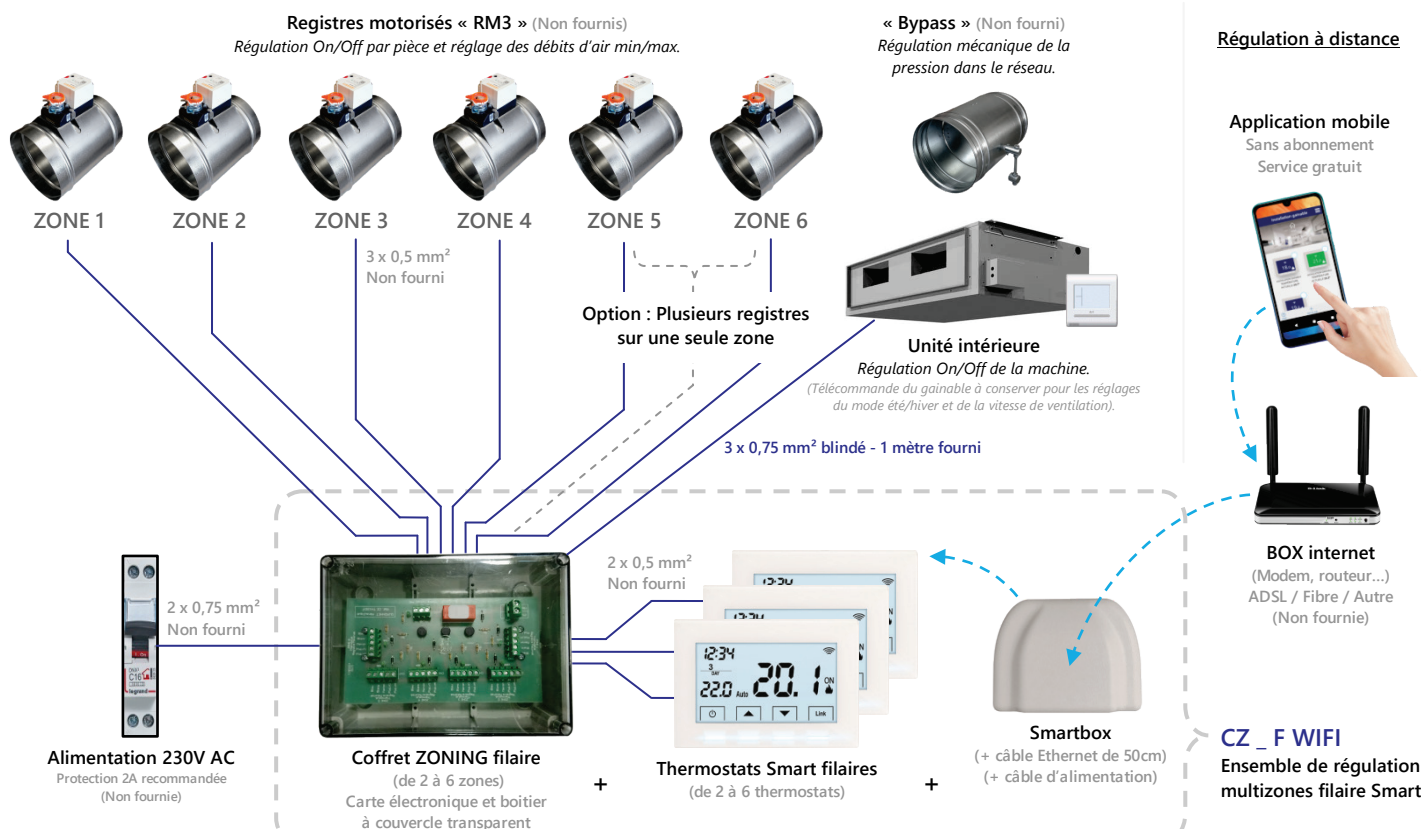 Registres motorisés « RM3 » (Non fournis)
Régulation On/Off par pièce et réglage des débits d'air min/max.
« Bypass » (Non fourni)
Régulation mécanique de la
pression dans le réseau.
Régulation à distance
Application mobile
Sans abonnement
Service gratuit
ZONE 1
ZONE 2
ZONE 3
ZONE 4
ZONE 5
ZONE 6
3 x 0,5 mm²
Non fourni
Option : Plusieurs registres
sur une seule zone
Unité intérieure
Régulation On/Off de la machine.
(Télécommande du gainable à conserver pour les réglages
du mode été/hiver et de la vitesse de ventilation).
3 x 0,75 mm² blindé - 1 mètre fourni
BOX internet
(Modem, routeur...)
ADSL / Fibre / Autre
(Non fournie)
2 x 0,75 mm²
Non fourni
C16
legrand
2 x 0,5 mm²
Non fourni
12:34
12:34
12:34
3
DAY
22.0 Auto 20.1 ON
Link
Alimentation 230V AC
Protection 2A recommandée
(Non fournie)
Coffret ZONING filaire
(de 2 à 6 zones)
Carte électronique et boitier
à couvercle transparent
+
Thermostats Smart filaires
(de 2 à 6 thermostats)
+
Smartbox
(+ câble Ethernet de 50cm)
(+ câble d'alimentation)
CZ _ F WIFI
Ensemble de régulation
multizones filaire Smart